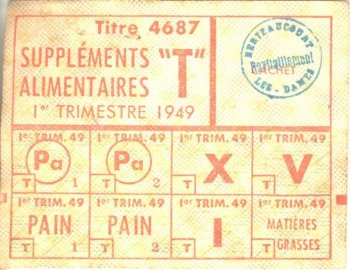 Titre 4687
SUPPLÉMENTS "T"
ALIMENTAIRES
1er TRIMESTRE 1949
BERTEAUCOURT
Ravitaillement
CACHET
LES-DAMES
1er TRIM. 49 1er TRIM. 49 1er TRIM. 49 1er TRIM. 49
Pa Pa X V
T 1 T 2 T T
1er TRIM. 49 1er TRIM. 49 1er TRIM. 49 1er TRIM. 49
PAIN PAIN I MATIÈRES
GRASSES
T 1 T 2 T T